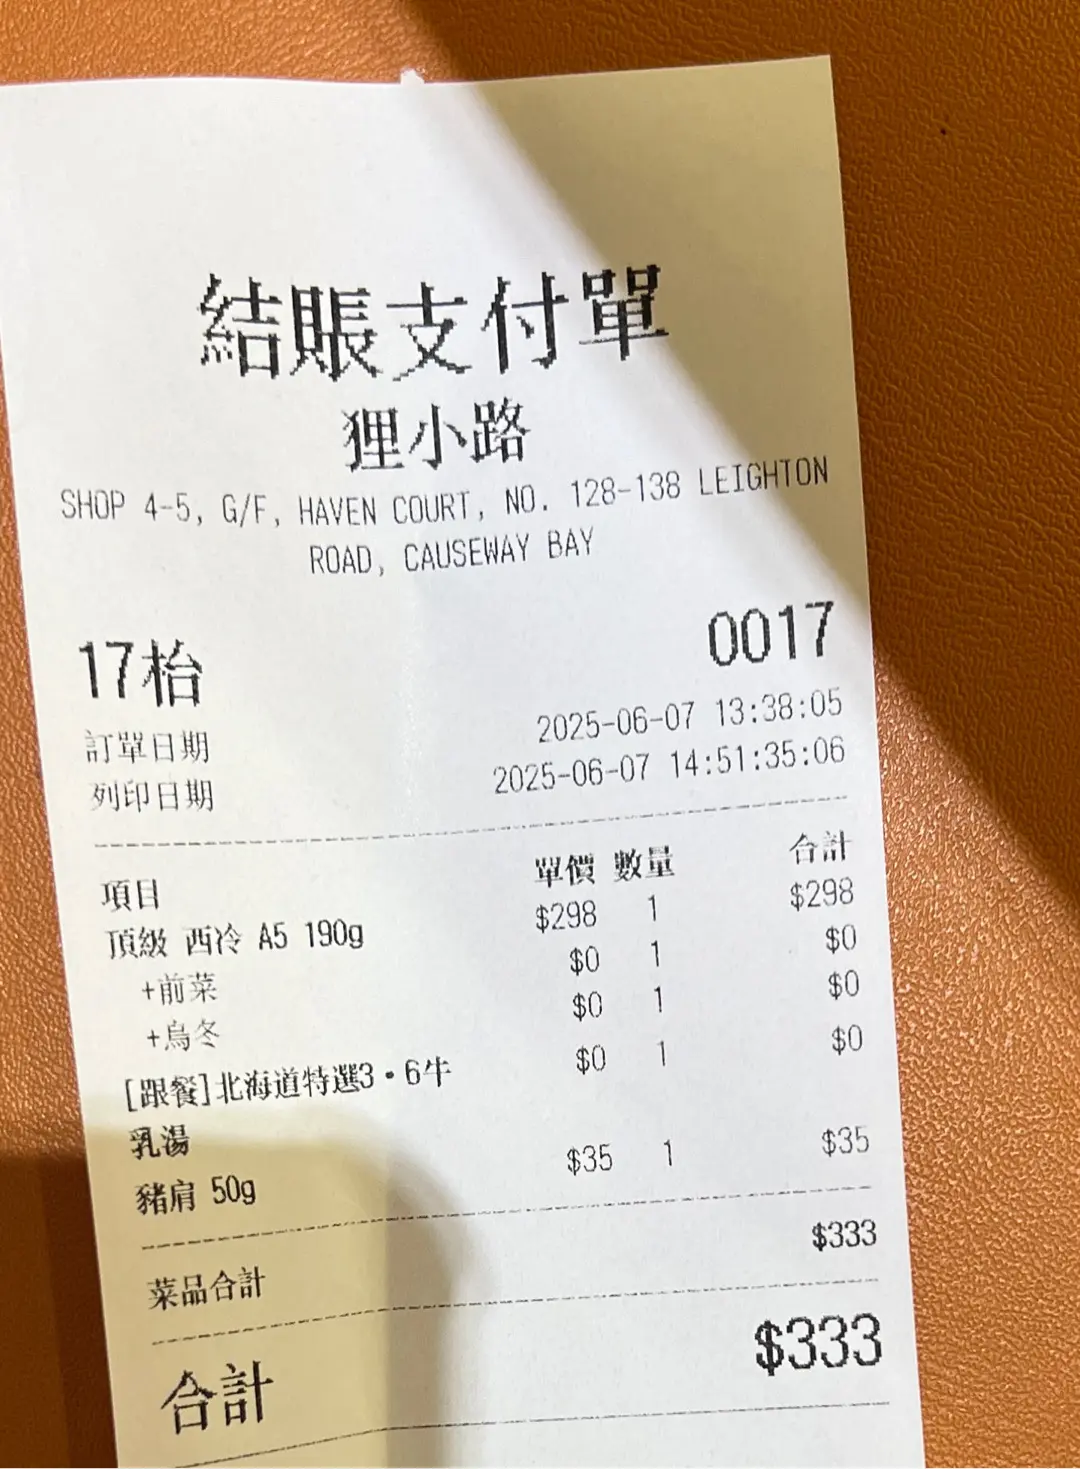 結賬支付單
狸小路
SHOP 4-5, G/F, HAVEN COURT, NO. 128-138 LEIGHTON
ROAD, CAUSEWAY BAY
17枱 0017
訂單日期 2025-06-07 13:38:05
列印日期 2025-06-07 14:51:35:06
項目 單價 數量 合計
頂級 西冷 A5 190g $298 1 $298
+前菜 $0 1 $0
+烏冬 $0 1 $0
[跟餐]北海道特選3・6牛 $0 1 $0
乳湯
豬肩 50g $35 1 $35
菜品合計 $333
合計 $333